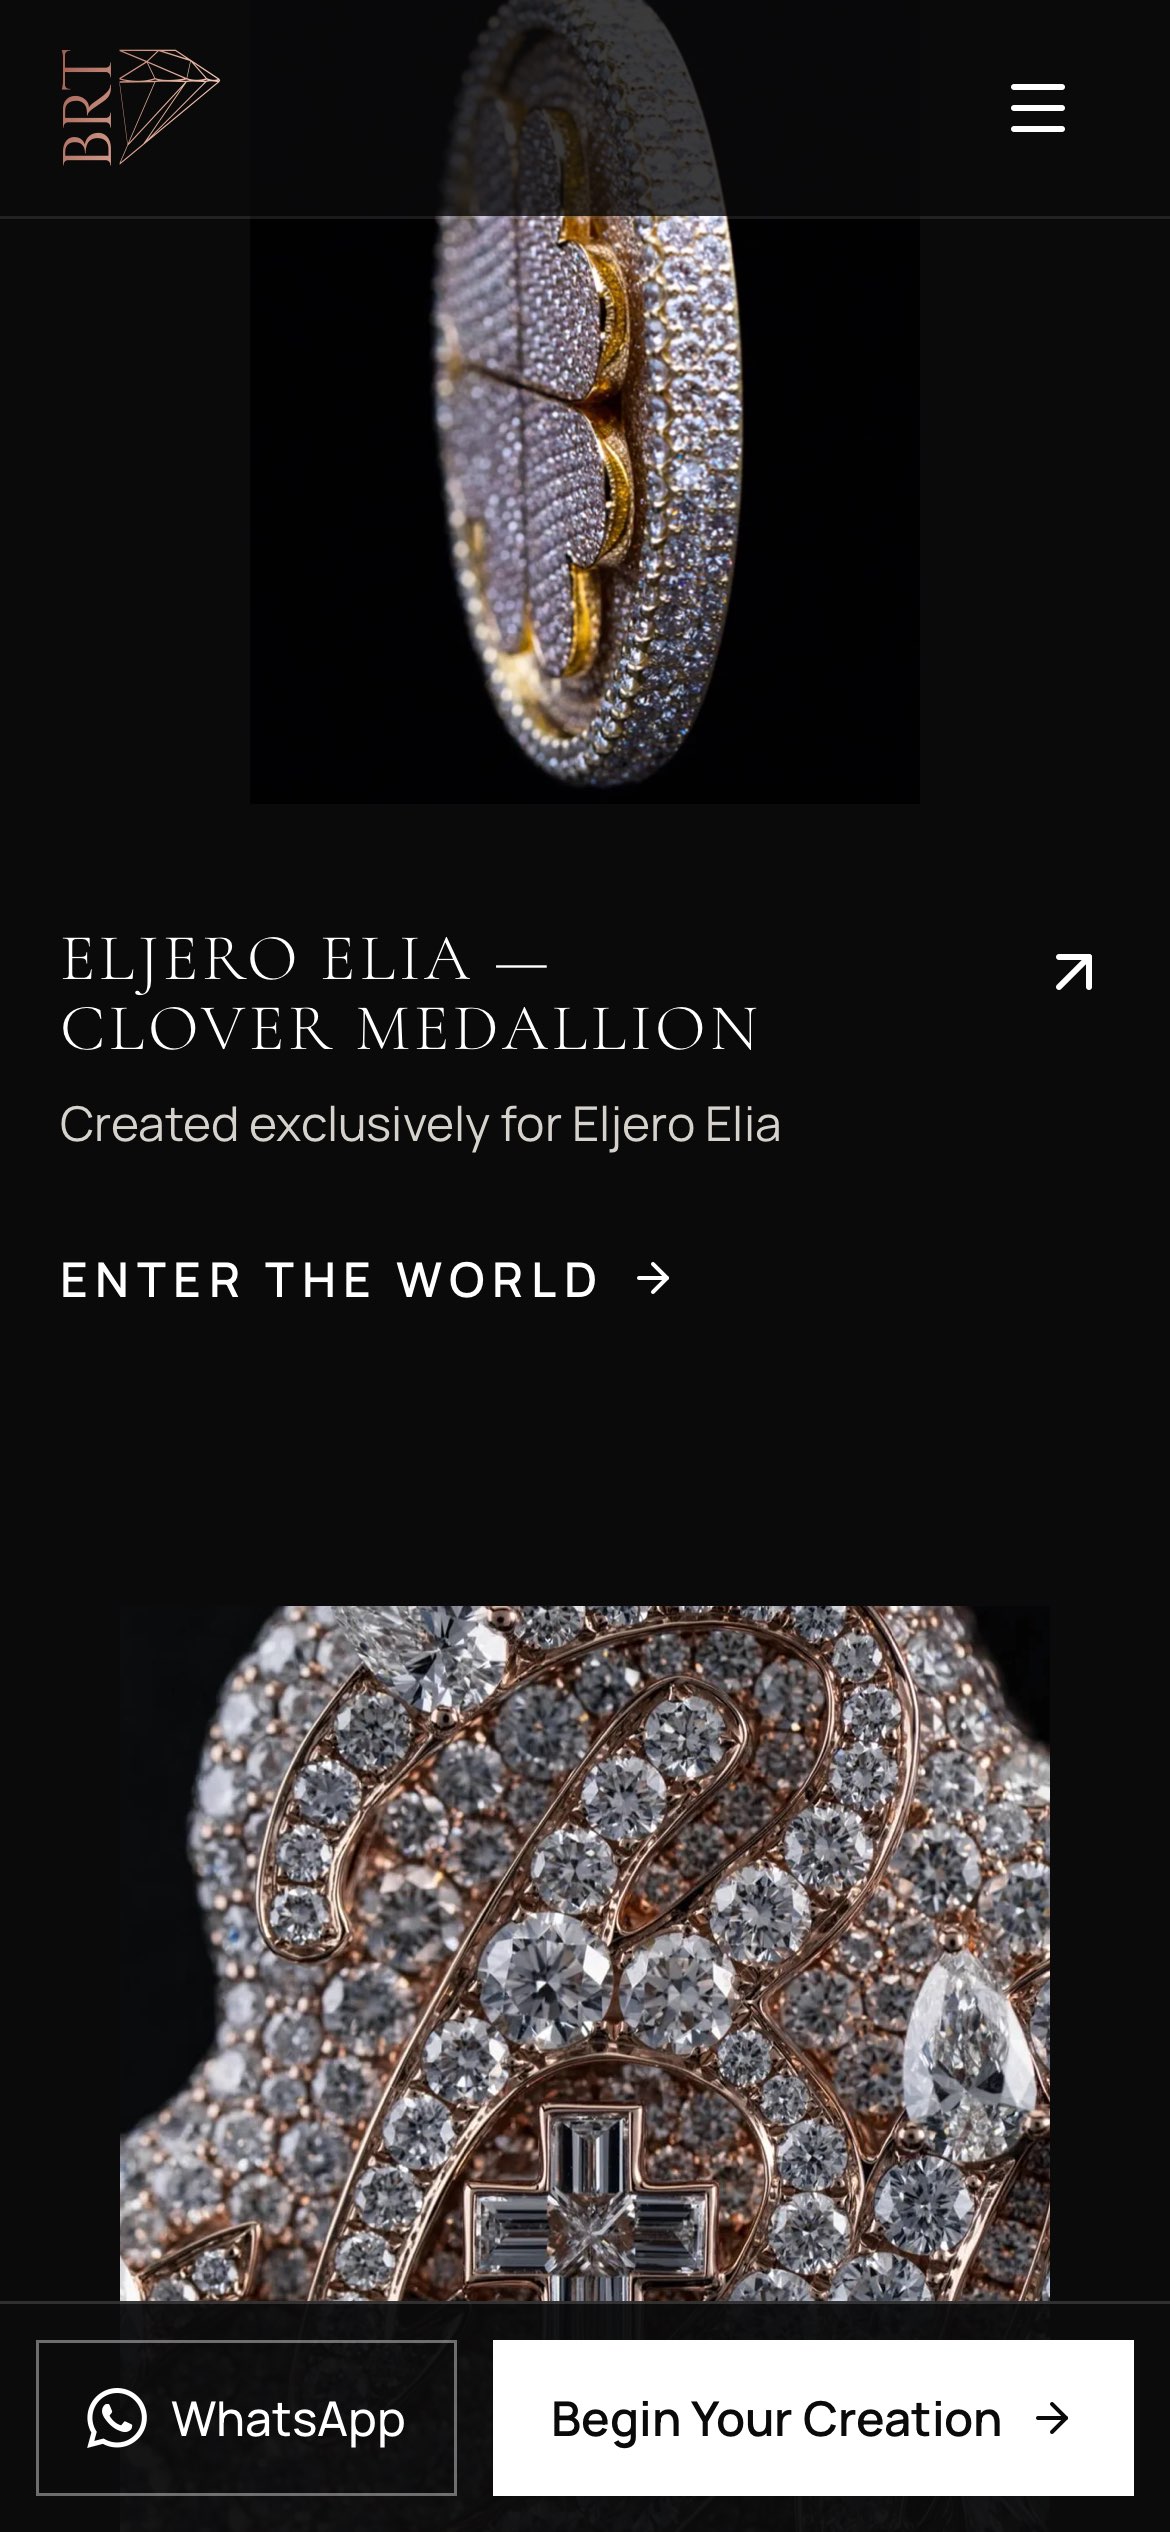 BRT
ELJERO ELIA —
CLOVER MEDALLION
Created exclusively for Eljero Elia
ENTER THE WORLD →
WhatsApp
Begin Your Creation →